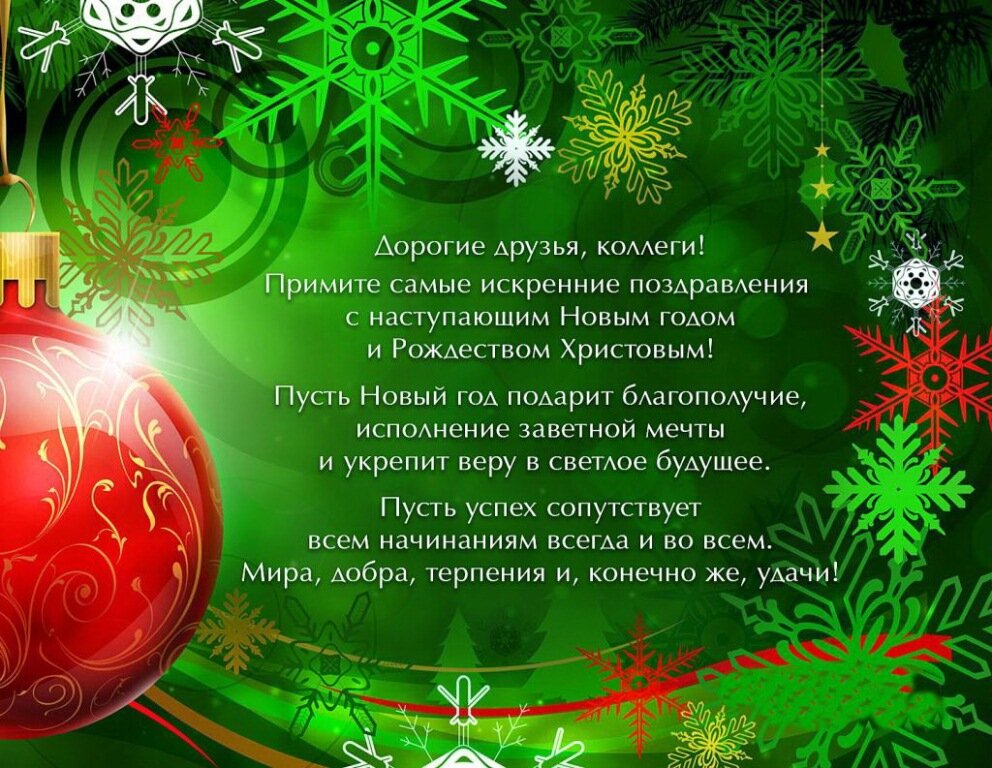 Дорогие друзья, коллеги!
Примите самые искренние поздравления
с наступающим Новым годом
и Рождеством Христовым!
Пусть Новый год подарит благополучие,
исполнение заветной мечты
и укрепит веру в светлое будущее.
Пусть успех сопутствует
всем начинаниям всегда и во всем.
Мира, добра, терпения и, конечно же, удачи!